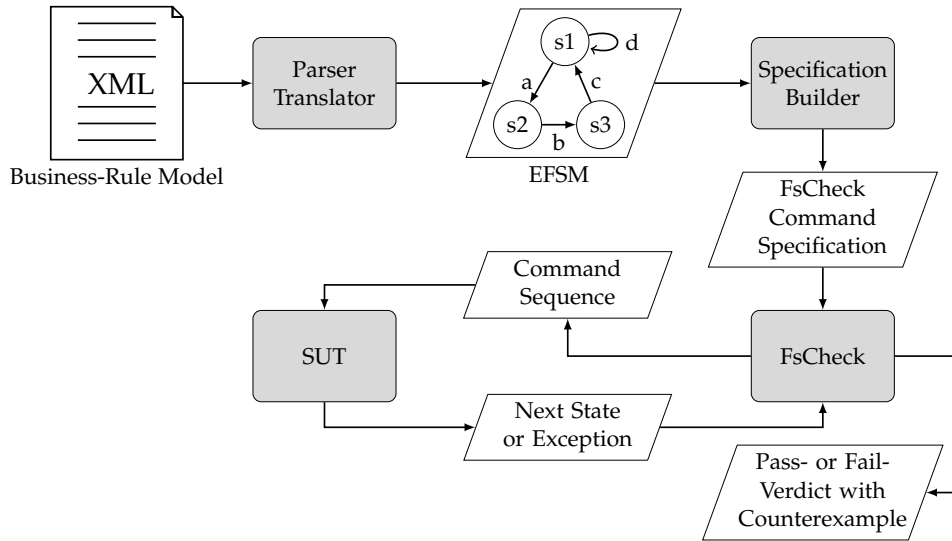 XML
Business-Rule Model
Parser
Translator
s1
d
a
c
s2
s3
b
EFSM
Specification
Builder
FsCheck
Command
Specification
Command
Sequence
SUT
FsCheck
Next State
or Exception
Pass- or Fail-
Verdict with
Counterexample